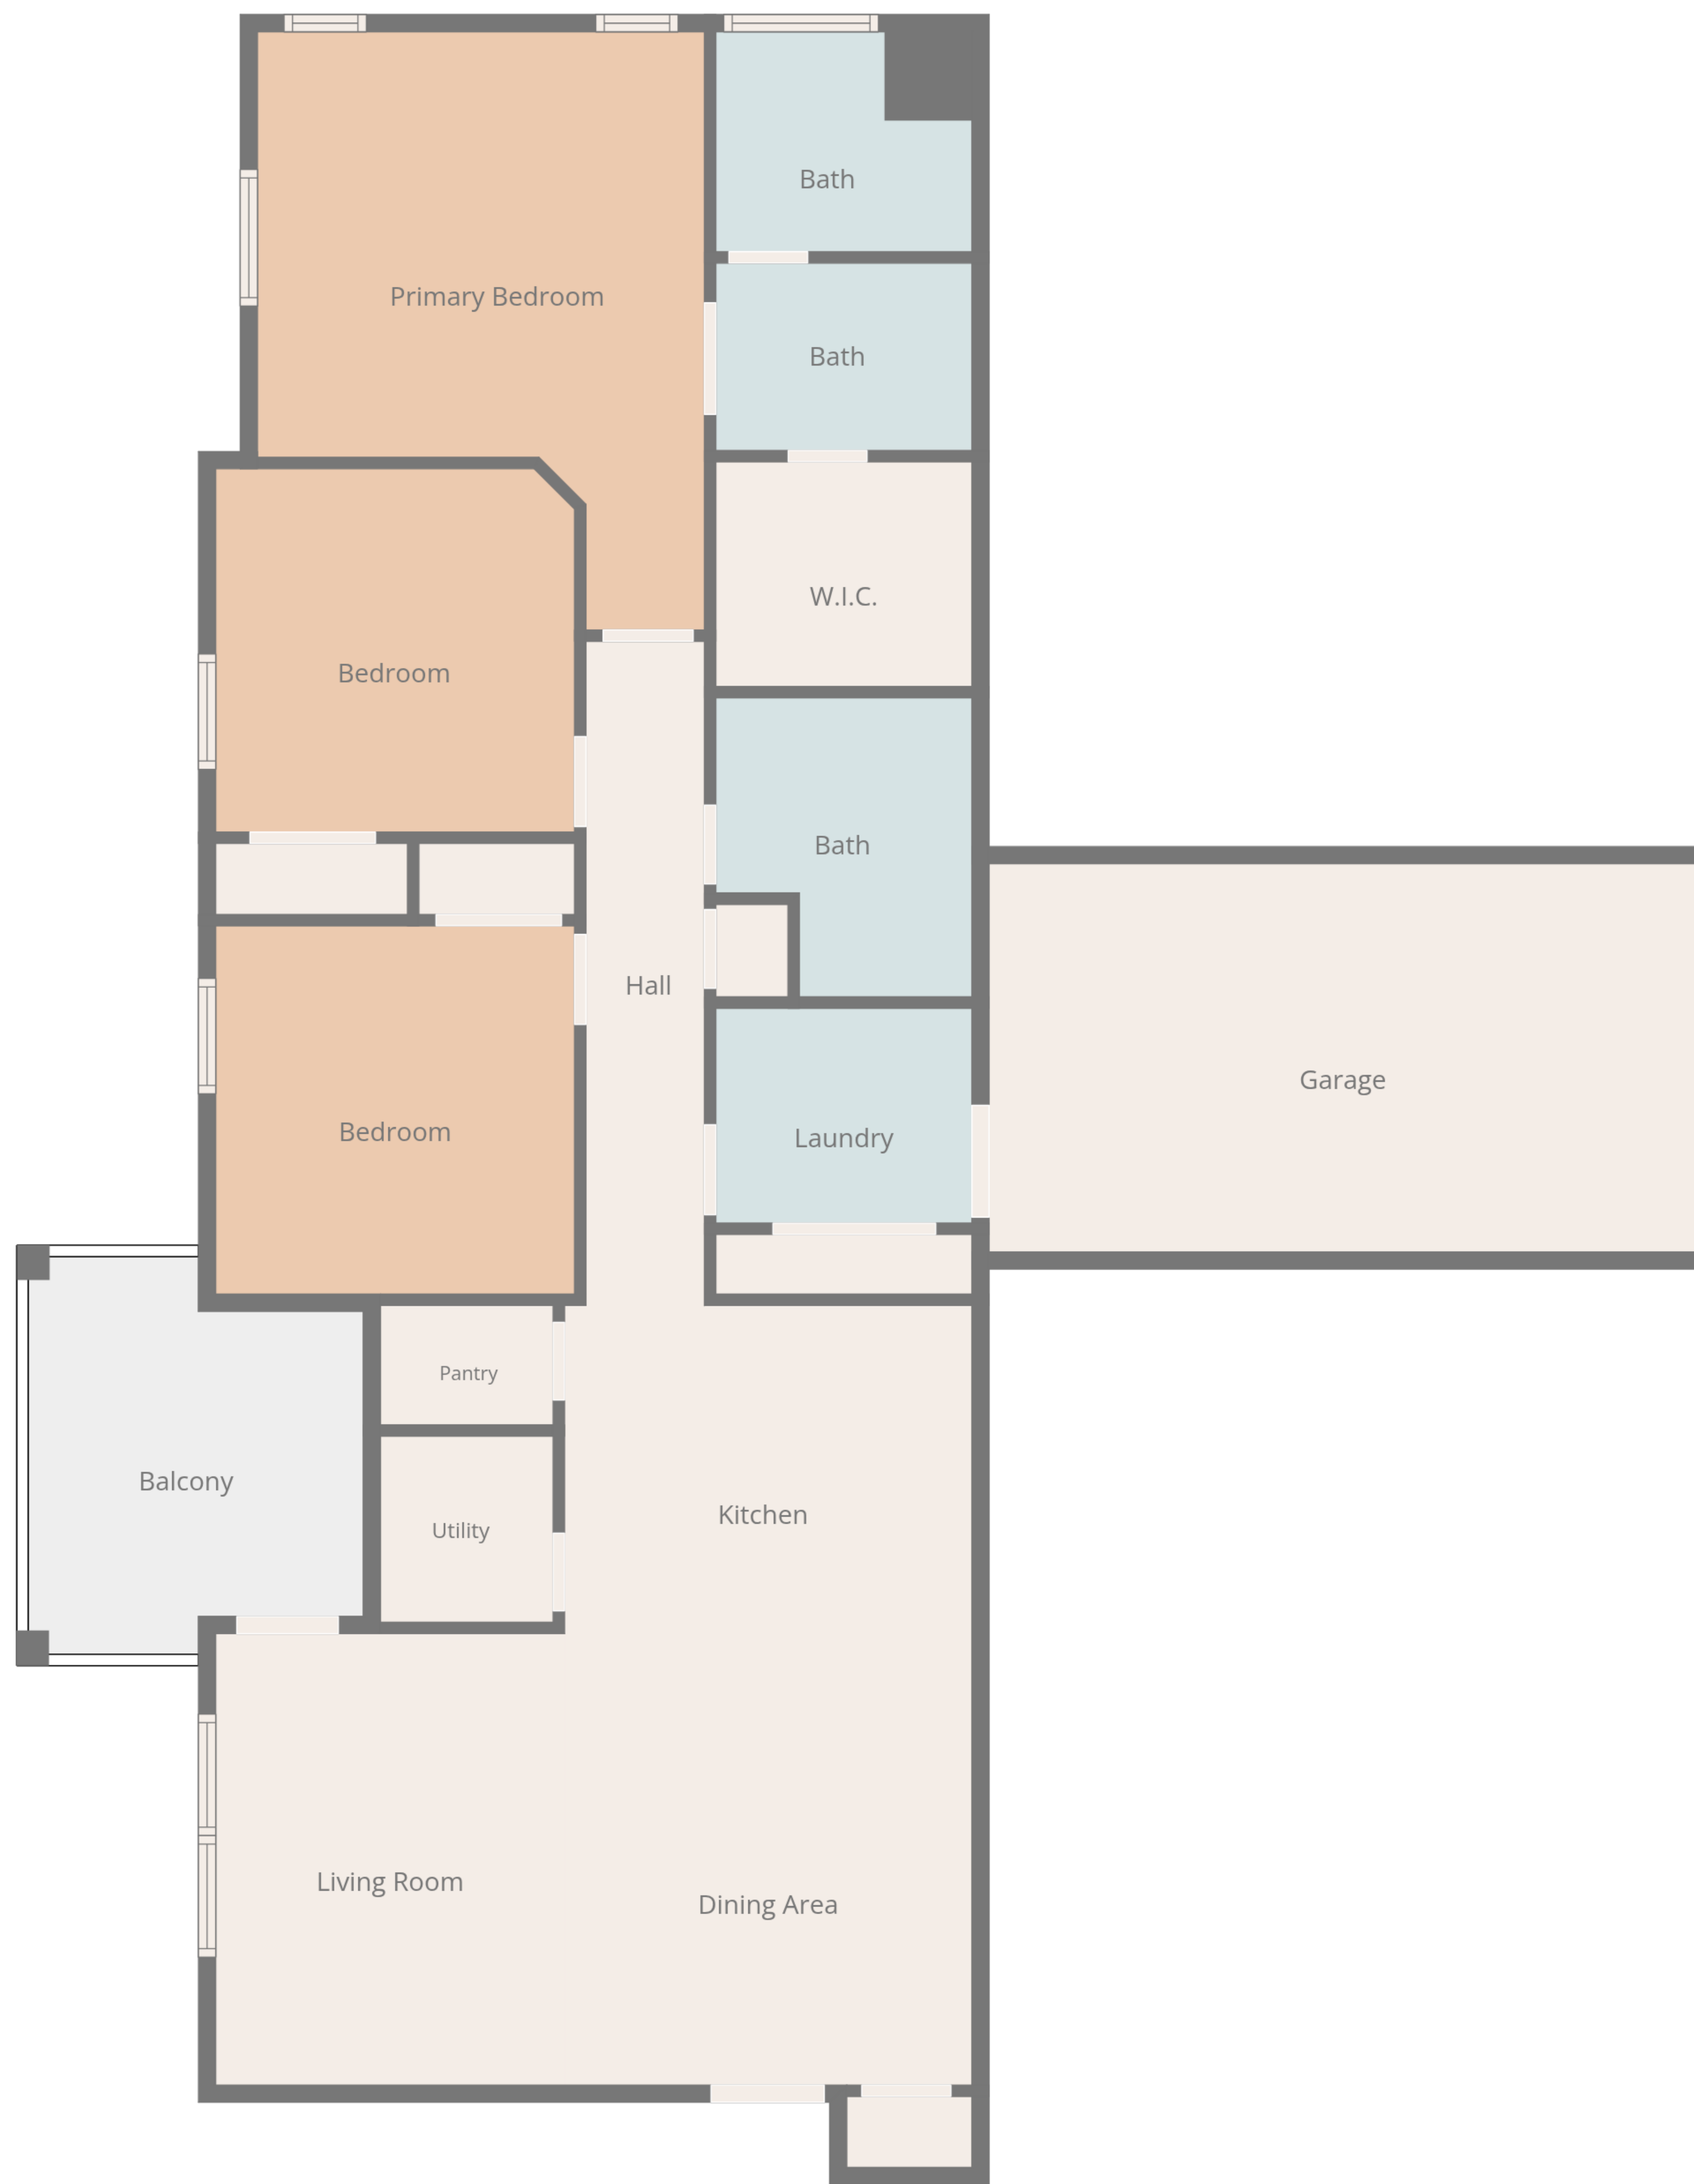 Bath
Primary Bedroom
Bath
W.I.C.
Bedroom
Bath
Hall
Garage
Bedroom
Laundry
Pantry
Balcony
Kitchen
Utility
Living Room
Dining Area